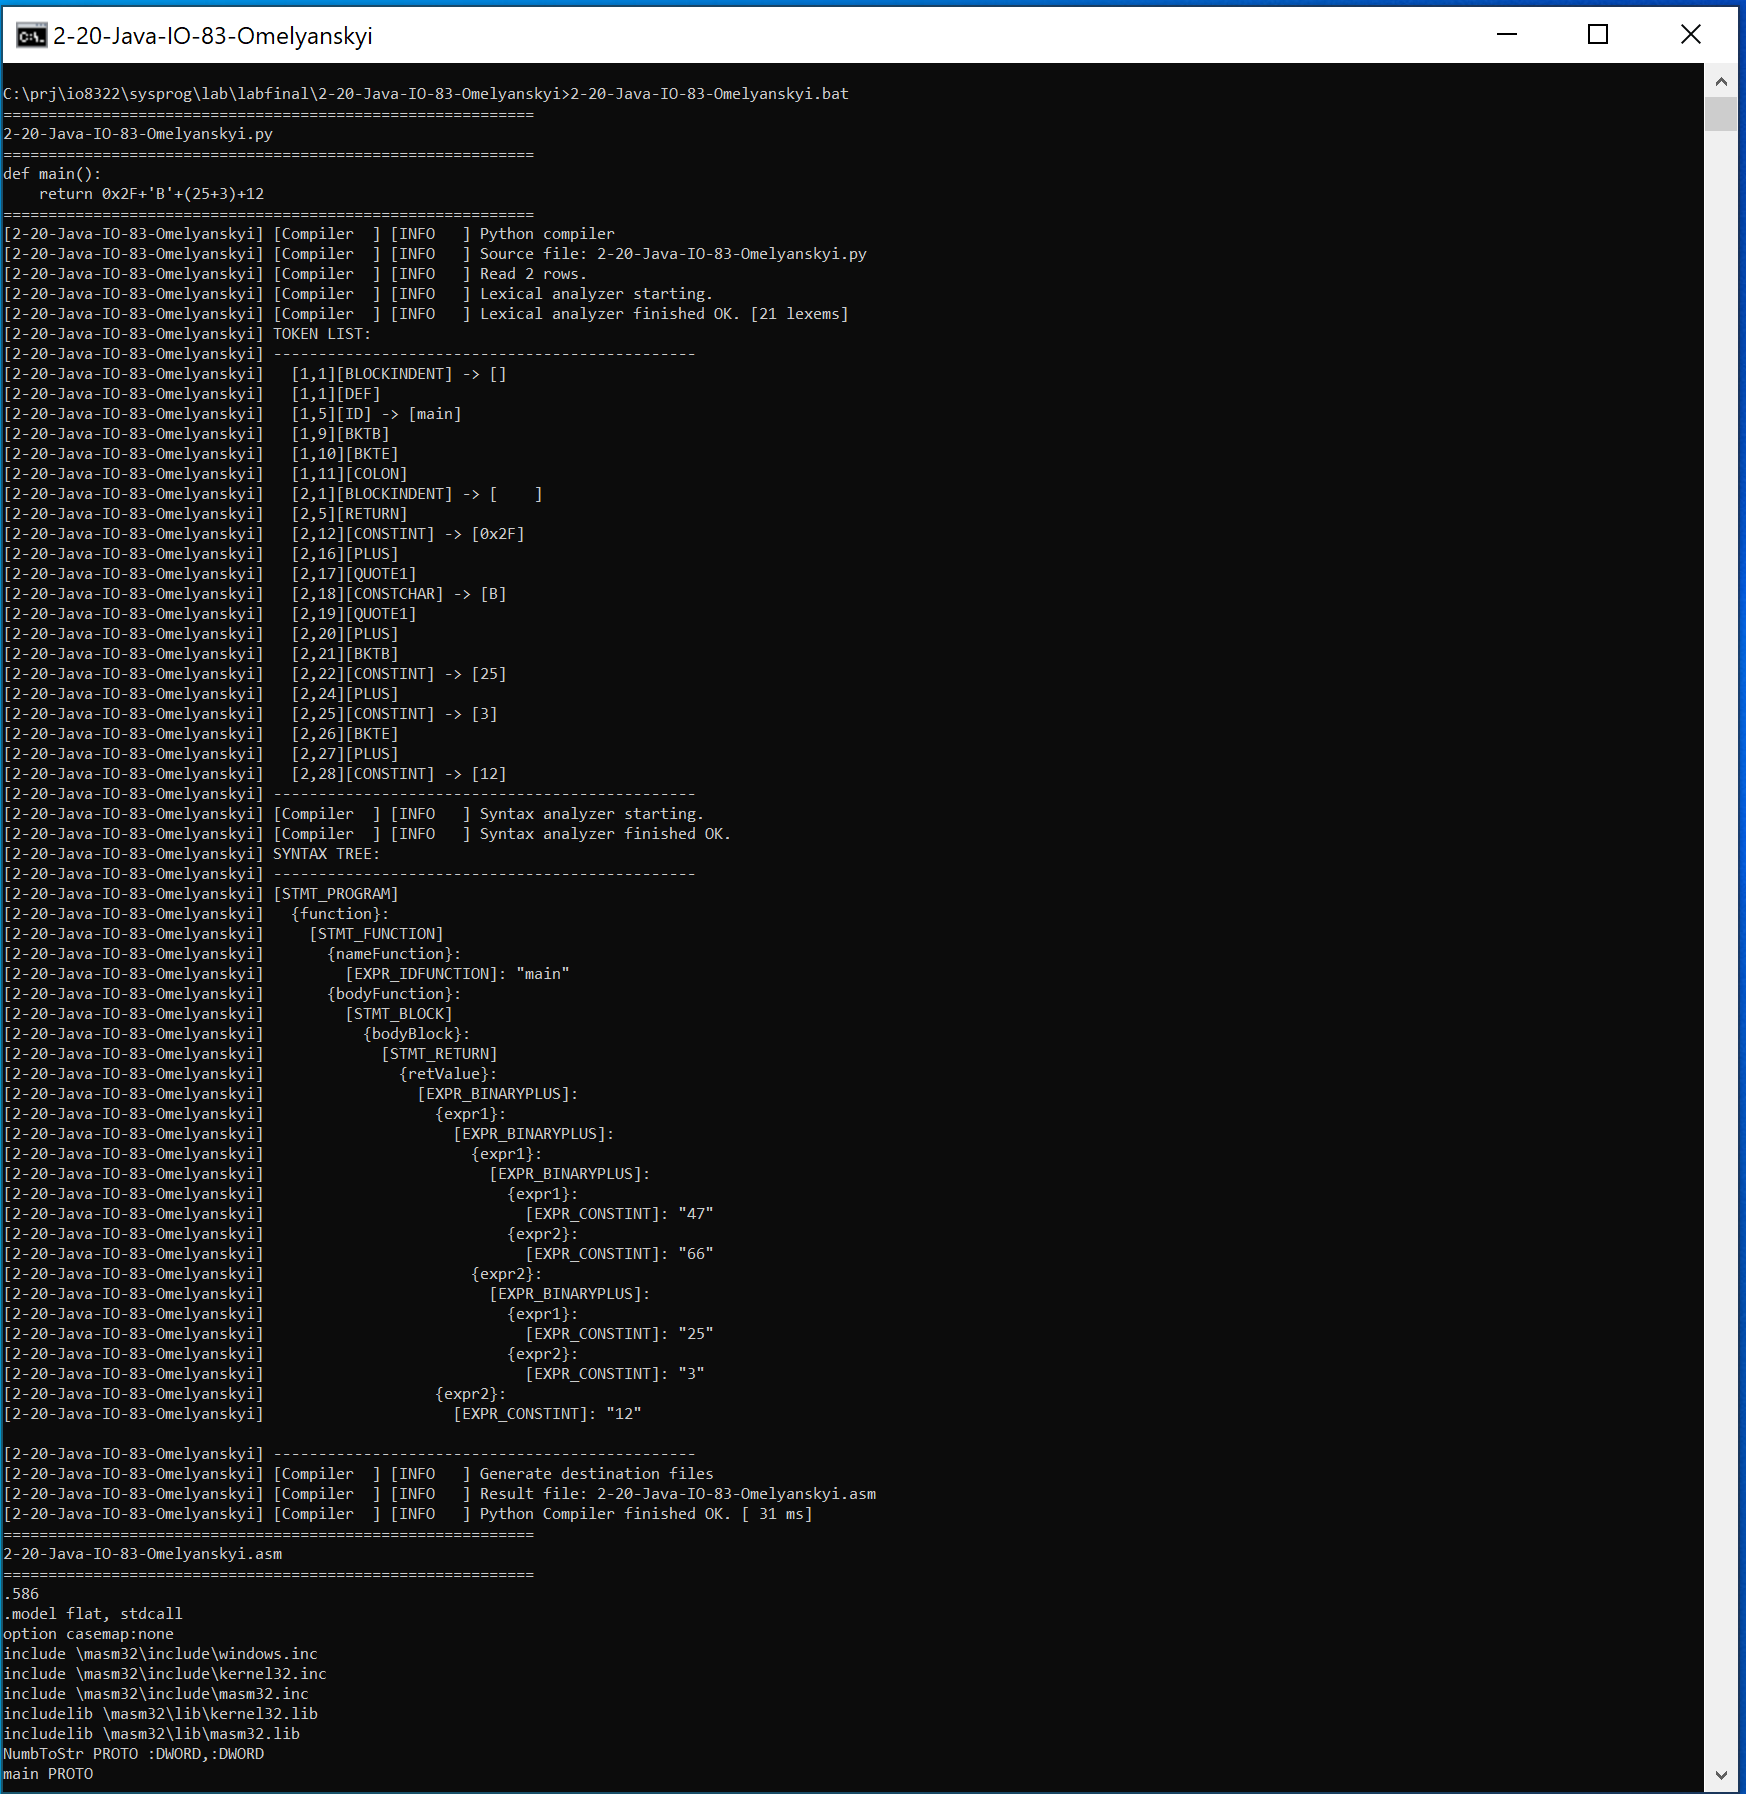 2-20-Java-IO-83-Omelyanskyi
C:\prj\io8322\sysprog\lab\labfinal\2-20-Java-IO-83-Omelyanskyi>2-20-Java-IO-83-Omelyanskyi.bat
===========================================================
2-20-Java-IO-83-Omelyanskyi.py
===========================================================
def main():
    return 0x2F+'B'+(25+3)+12
===========================================================
[2-20-Java-IO-83-Omelyanskyi] [Compiler  ] [INFO   ] Python compiler
[2-20-Java-IO-83-Omelyanskyi] [Compiler  ] [INFO   ] Source file: 2-20-Java-IO-83-Omelyanskyi.py
[2-20-Java-IO-83-Omelyanskyi] [Compiler  ] [INFO   ] Read 2 rows.
[2-20-Java-IO-83-Omelyanskyi] [Compiler  ] [INFO   ] Lexical analyzer starting.
[2-20-Java-IO-83-Omelyanskyi] [Compiler  ] [INFO   ] Lexical analyzer finished OK. [21 lexems]
[2-20-Java-IO-83-Omelyanskyi] TOKEN LIST:
[2-20-Java-IO-83-Omelyanskyi] -----------------------------------------------
[2-20-Java-IO-83-Omelyanskyi]   [1,1][BLOCKINDENT] -> []
[2-20-Java-IO-83-Omelyanskyi]   [1,1][DEF]
[2-20-Java-IO-83-Omelyanskyi]   [1,5][ID] -> [main]
[2-20-Java-IO-83-Omelyanskyi]   [1,9][BKTB]
[2-20-Java-IO-83-Omelyanskyi]   [1,10][BKTE]
[2-20-Java-IO-83-Omelyanskyi]   [1,11][COLON]
[2-20-Java-IO-83-Omelyanskyi]   [2,1][BLOCKINDENT] -> [    ]
[2-20-Java-IO-83-Omelyanskyi]   [2,5][RETURN]
[2-20-Java-IO-83-Omelyanskyi]   [2,12][CONSTINT] -> [0x2F]
[2-20-Java-IO-83-Omelyanskyi]   [2,16][PLUS]
[2-20-Java-IO-83-Omelyanskyi]   [2,17][QUOTE1]
[2-20-Java-IO-83-Omelyanskyi]   [2,18][CONSTCHAR] -> [B]
[2-20-Java-IO-83-Omelyanskyi]   [2,19][QUOTE1]
[2-20-Java-IO-83-Omelyanskyi]   [2,20][PLUS]
[2-20-Java-IO-83-Omelyanskyi]   [2,21][BKTB]
[2-20-Java-IO-83-Omelyanskyi]   [2,22][CONSTINT] -> [25]
[2-20-Java-IO-83-Omelyanskyi]   [2,24][PLUS]
[2-20-Java-IO-83-Omelyanskyi]   [2,25][CONSTINT] -> [3]
[2-20-Java-IO-83-Omelyanskyi]   [2,26][BKTE]
[2-20-Java-IO-83-Omelyanskyi]   [2,27][PLUS]
[2-20-Java-IO-83-Omelyanskyi]   [2,28][CONSTINT] -> [12]
[2-20-Java-IO-83-Omelyanskyi] -----------------------------------------------
[2-20-Java-IO-83-Omelyanskyi] [Compiler  ] [INFO   ] Syntax analyzer starting.
[2-20-Java-IO-83-Omelyanskyi] [Compiler  ] [INFO   ] Syntax analyzer finished OK.
[2-20-Java-IO-83-Omelyanskyi] SYNTAX TREE:
[2-20-Java-IO-83-Omelyanskyi] -----------------------------------------------
[2-20-Java-IO-83-Omelyanskyi] [STMT_PROGRAM]
[2-20-Java-IO-83-Omelyanskyi]   {function}:
[2-20-Java-IO-83-Omelyanskyi]     [STMT_FUNCTION]
[2-20-Java-IO-83-Omelyanskyi]       {nameFunction}:
[2-20-Java-IO-83-Omelyanskyi]         [EXPR_IDFUNCTION]: "main"
[2-20-Java-IO-83-Omelyanskyi]       {bodyFunction}:
[2-20-Java-IO-83-Omelyanskyi]         [STMT_BLOCK]
[2-20-Java-IO-83-Omelyanskyi]           {bodyBlock}:
[2-20-Java-IO-83-Omelyanskyi]             [STMT_RETURN]
[2-20-Java-IO-83-Omelyanskyi]               {retValue}:
[2-20-Java-IO-83-Omelyanskyi]                 [EXPR_BINARYPLUS]:
[2-20-Java-IO-83-Omelyanskyi]                   {expr1}:
[2-20-Java-IO-83-Omelyanskyi]                     [EXPR_BINARYPLUS]:
[2-20-Java-IO-83-Omelyanskyi]                       {expr1}:
[2-20-Java-IO-83-Omelyanskyi]                         [EXPR_BINARYPLUS]:
[2-20-Java-IO-83-Omelyanskyi]                           {expr1}:
[2-20-Java-IO-83-Omelyanskyi]                             [EXPR_CONSTINT]: "47"
[2-20-Java-IO-83-Omelyanskyi]                           {expr2}:
[2-20-Java-IO-83-Omelyanskyi]                             [EXPR_CONSTINT]: "66"
[2-20-Java-IO-83-Omelyanskyi]                       {expr2}:
[2-20-Java-IO-83-Omelyanskyi]                         [EXPR_BINARYPLUS]:
[2-20-Java-IO-83-Omelyanskyi]                           {expr1}:
[2-20-Java-IO-83-Omelyanskyi]                             [EXPR_CONSTINT]: "25"
[2-20-Java-IO-83-Omelyanskyi]                           {expr2}:
[2-20-Java-IO-83-Omelyanskyi]                             [EXPR_CONSTINT]: "3"
[2-20-Java-IO-83-Omelyanskyi]                   {expr2}:
[2-20-Java-IO-83-Omelyanskyi]                     [EXPR_CONSTINT]: "12"
[2-20-Java-IO-83-Omelyanskyi] -----------------------------------------------
[2-20-Java-IO-83-Omelyanskyi] [Compiler  ] [INFO   ] Generate destination files
[2-20-Java-IO-83-Omelyanskyi] [Compiler  ] [INFO   ] Result file: 2-20-Java-IO-83-Omelyanskyi.asm
[2-20-Java-IO-83-Omelyanskyi] [Compiler  ] [INFO   ] Python Compiler finished OK. [ 31 ms]
===========================================================
2-20-Java-IO-83-Omelyanskyi.asm
===========================================================
.586
.model flat, stdcall
option casemap:none
include \masm32\include\windows.inc
include \masm32\include\kernel32.inc
include \masm32\include\masm32.inc
includelib \masm32\lib\kernel32.lib
includelib \masm32\lib\masm32.lib
NumbToStr PROTO :DWORD,:DWORD
main PROTO